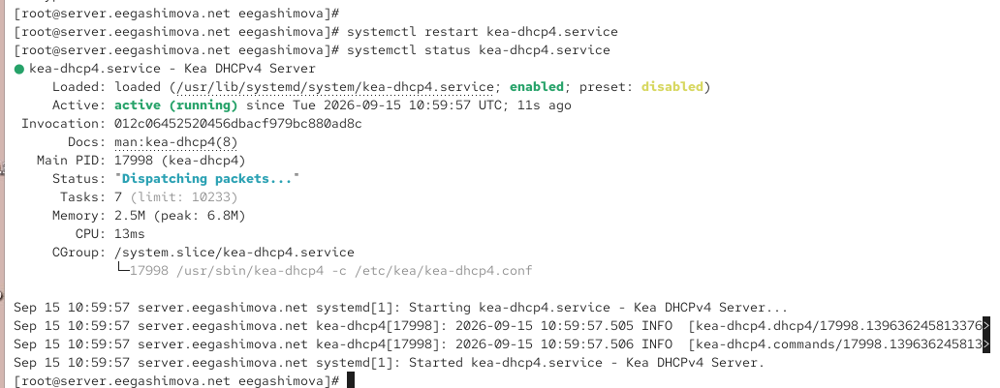 [root@server.eegashimova.net eegashimova]#
[root@server.eegashimova.net eegashimova]# systemctl restart kea-dhcp4.service
[root@server.eegashimova.net eegashimova]# systemctl status kea-dhcp4.service
● kea-dhcp4.service - Kea DHCPv4 Server
Loaded: loaded (/usr/lib/systemd/system/kea-dhcp4.service; enabled; preset: disabled)
Active: active (running) since Tue 2026-09-15 10:59:57 UTC; 11s ago
Invocation: 012c06452520456dbacf979bc880ad8c
Docs: man:kea-dhcp4(8)
Main PID: 17998 (kea-dhcp4)
Status: "Dispatching packets..."
Tasks: 7 (limit: 10233)
Memory: 2.5M (peak: 6.8M)
CPU: 13ms
CGroup: /system.slice/kea-dhcp4.service
└─17998 /usr/sbin/kea-dhcp4 -c /etc/kea/kea-dhcp4.conf
Sep 15 10:59:57 server.eegashimova.net systemd[1]: Starting kea-dhcp4.service - Kea DHCPv4 Server...
Sep 15 10:59:57 server.eegashimova.net kea-dhcp4[17998]: 2026-09-15 10:59:57.505 INFO [kea-dhcp4.dhcp4/17998.139636245813376>
Sep 15 10:59:57 server.eegashimova.net kea-dhcp4[17998]: 2026-09-15 10:59:57.506 INFO [kea-dhcp4.commands/17998.139636245813>
Sep 15 10:59:57 server.eegashimova.net systemd[1]: Started kea-dhcp4.service - Kea DHCPv4 Server.
[root@server.eegashimova.net eegashimova]#